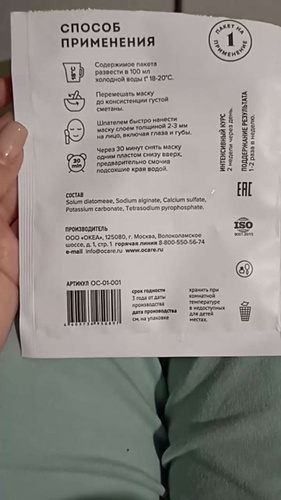 СПОСОБ
ПРИМЕНЕНИЯ
ПАКЕТ НА
1
ПРИМЕНЕНИЕ
Содержимое пакета
развести в 100 мл
холодной воды t° 18-20°С.
Перемешать маску
до консистенции густой
сметаны.
Шпателем быстро нанести
маску слоем толщиной 2-3 мм
на лицо, включая глаза и губы.
30
min
Через 30 минут снять маску
одним пластом снизу вверх,
предварительно смочив
подсохшие края водой.
ИНТЕНСИВНЫЙ КУРС
2 недели через день.
ПОДДЕРЖАНИЕ РЕЗУЛЬТАТА
1-2 раза в неделю.
СОСТАВ
Solum diatomeae, Sodium alginate, Calcium sulfate,
Potassium carbonate, Tetrasodium pyrophosphate.
EAC
ПРОИЗВОДИТЕЛЬ
ООО «ОКЕА», 125080, г. Москва, Волоколамское
шоссе, д. 1, стр. 1 горячая линия 8-800-550-56-74
e-mail info@ocare.ru www.ocare.ru
ISO
АРТИКУЛ ОС-01-001
срок годности
3 года от даты
производства
дата производства
см. на упаковке
хранить при
комнатной
температуре
в недоступных
для детей
местах.